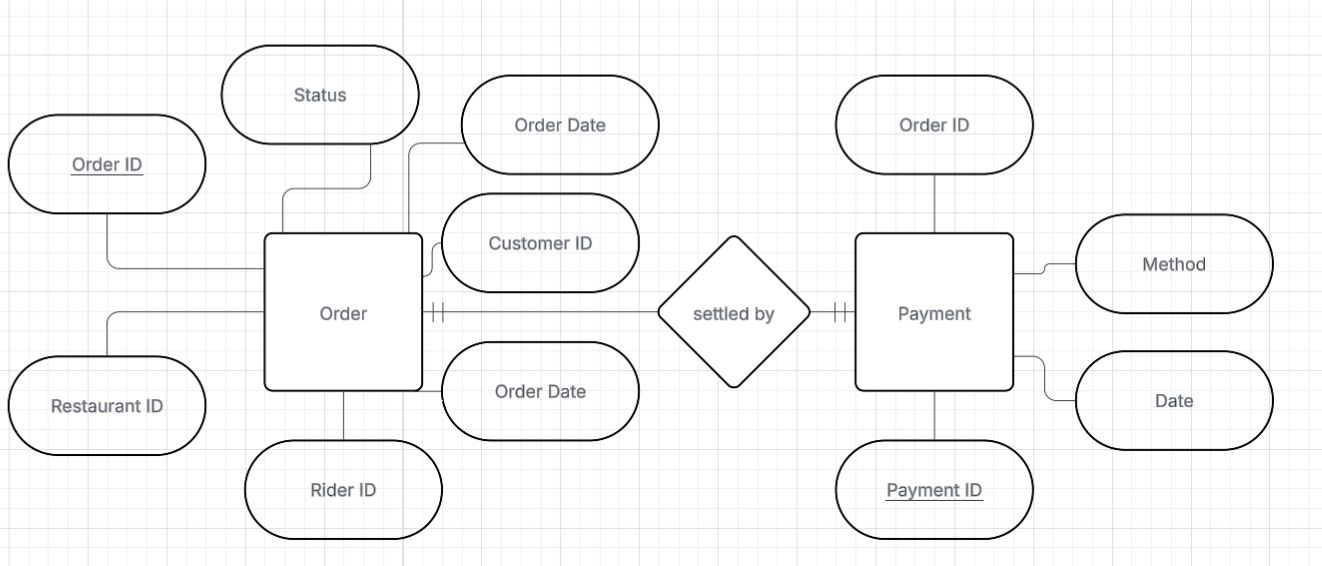 Status
Order Date
Order ID
Order ID
Customer ID
Method
Order
settled by
Payment
Order Date
Date
Restaurant ID
Rider ID
Payment ID